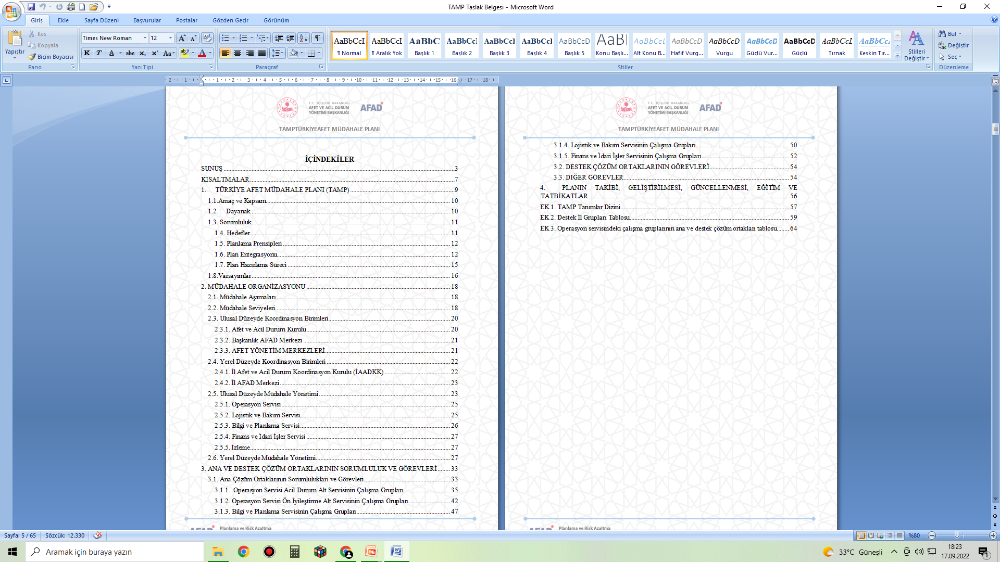 TAMP Taslak Belgesi - Microsoft Word
Giriş Ekle Sayfa Düzeni Başvurular Postalar Gözden Geçir Görünüm
Yapıştır
Kes
Kopyala
Biçim Boyacısı
Pano
Times New Roman 12
Yazı Tipi
Paragraf
AaBbCcI AaBbCcI AaBbC AaBbCcI AaBbCcI AaBbCcI AaBbCcD AaBl AaBbCcL AaBbCcD AaBbCcD AaBbCcD AaBbCcD AaBbCcL AaBbCcL
¶ Normal ¶ Aralık Yok Başlık 1 Başlık 2 Başlık 3 Başlık 4 Başlık 5 Konu Başlı... Alt Konu B... Hafif Vurg... Vurgu Güçlü Vur... Güçlü Tırnak Keskin Tır...
Stiller
Stilleri Değiştir
Bul
Değiştir
Seç
Düzenleme
2 1 1 2 3 4 5 6 7 8 9 10 11 12 13 14 15 16 17 18
T.C. İÇİŞLERİ BAKANLIĞI
AFET VE ACİL DURUM
YÖNETİMİ BAŞKANLIĞI
AFAD
TAMPTÜRKİYEAFET MÜDAHALE PLANI
İÇİNDEKİLER
SUNUŞ 3
KISALTMALAR 7
1. TÜRKİYE AFET MÜDAHALE PLANI (TAMP) 9
1.1.Amaç ve Kapsam 10
1.2. Dayanak 10
1.3. Sorumluluk 11
1.4. Hedefler 11
1.5. Planlama Prensipleri 12
1.6. Plan Entegrasyonu 12
1.7. Plan Hazırlama Süreci 15
1.8.Varsayımlar 16
2. MÜDAHALE ORGANİZASYONU 18
2.1. Müdahale Aşamaları 18
2.2. Müdahale Seviyeleri 18
2.3. Ulusal Düzeyde Koordinasyon Birimleri 20
2.3.1. Afet ve Acil Durum Kurulu 20
2.3.2. Başkanlık AFAD Merkezi 21
2.3.3. AFET YÖNETİM MERKEZLERİ 21
2.4. Yerel Düzeyde Koordinasyon Birimleri 22
2.4.1. İl Afet ve Acil Durum Koordinasyon Kurulu (İAADKK) 22
2.4.2. İl AFAD Merkezi 23
2.5. Ulusal Düzeyde Müdahale Yönetimi 23
2.5.1. Operasyon Servisi 25
2.5.2. Lojistik ve Bakım Servisi 25
2.5.3. Bilgi ve Planlama Servisi 26
2.5.4. Finans ve İdari İşler Servisi 27
2.5.5. İzleme 27
2.6. Yerel Düzeyde Müdahale Yönetimi 27
3. ANA VE DESTEK ÇÖZÜM ORTAKLARININ SORUMLULUK VE GÖREVLERİ 33
3.1. Ana Çözüm Ortaklarının Sorumlulukları ve Görevleri 33
3.1.1. Operasyon Servisi Acil Durum Alt Servisinin Çalışma Grupları 35
3.1.2. Operasyon Servisi Ön İyileştirme Alt Servisinin Çalışma Grupları 42
3.1.3. Bilgi ve Planlama Servisinin Çalışma Grupları 47
Planlama ve Risk Azaltma
T.C. İÇİŞLERİ BAKANLIĞI
AFET VE ACİL DURUM
YÖNETİMİ BAŞKANLIĞI
AFAD
TAMPTÜRKİYEAFET MÜDAHALE PLANI
3.1.4. Lojistik ve Bakım Servisinin Çalışma Grupları 50
3.1.5. Finans ve İdari İşler Servisinin Çalışma Grupları 52
3.2. DESTEK ÇÖZÜM ORTAKLARININ GÖREVLERİ 54
3.3. DİĞER GÖREVLER 54
4. PLANIN TAKİBİ, GELİŞTİRİLMESİ, GÜNCELLENMESİ, EĞİTİM VE
TATBİKATLAR 56
EK.1. TAMP Tanımlar Dizini 57
EK 2. Destek İl Grupları Tablosu 59
EK 3. Operasyon servisindeki çalışma gruplarının ana ve destek çözüm ortakları tablosu 64
Planlama ve Risk Azaltma
Sayfa: 5 / 65 Sözcük: 12.330
%80
Aramak için buraya yazın
33°C Güneşli
18:23
17.09.2022
1